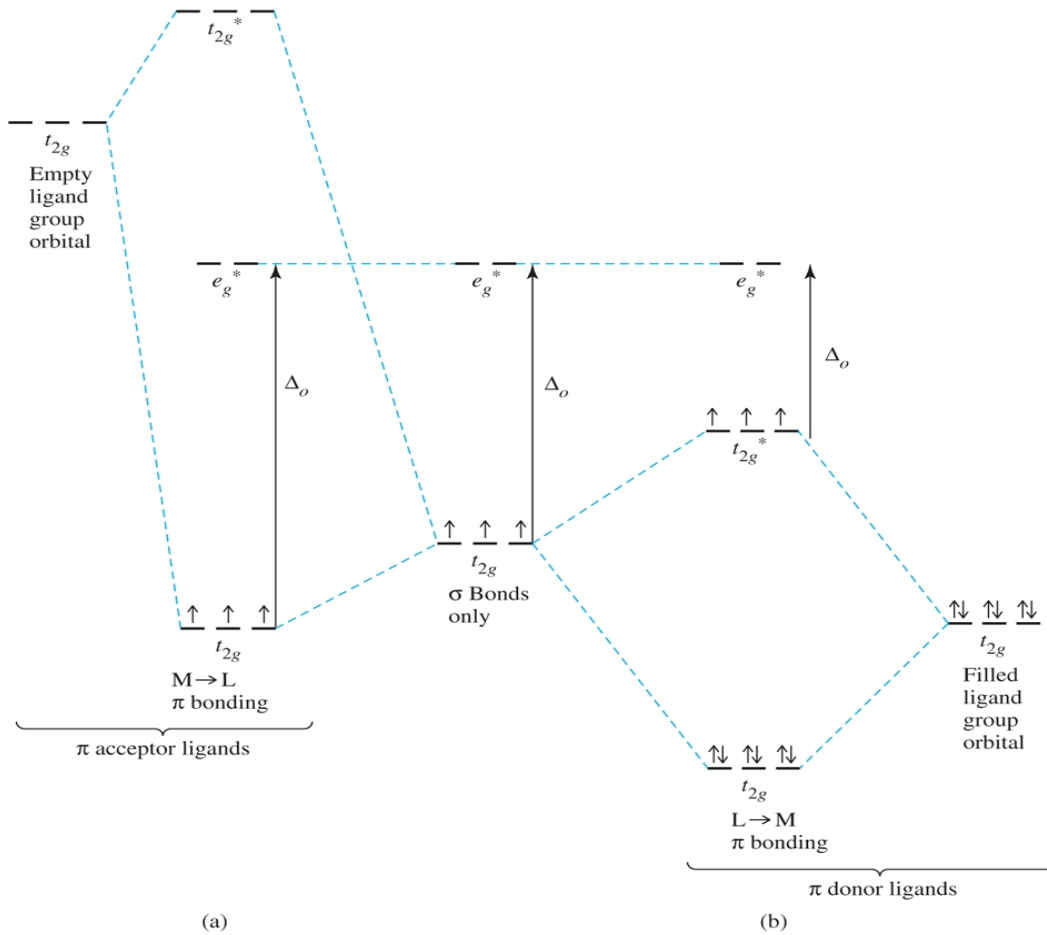 t2g*
t2g
Empty
ligand
group
orbital
eg*
eg*
eg*
Δo
Δo
Δo
t2g*
t2g
σ Bonds
only
t2g
M→L
π bonding
π acceptor ligands
t2g
Filled
ligand
group
orbital
t2g
L→M
π bonding
π donor ligands
(a)
(b)